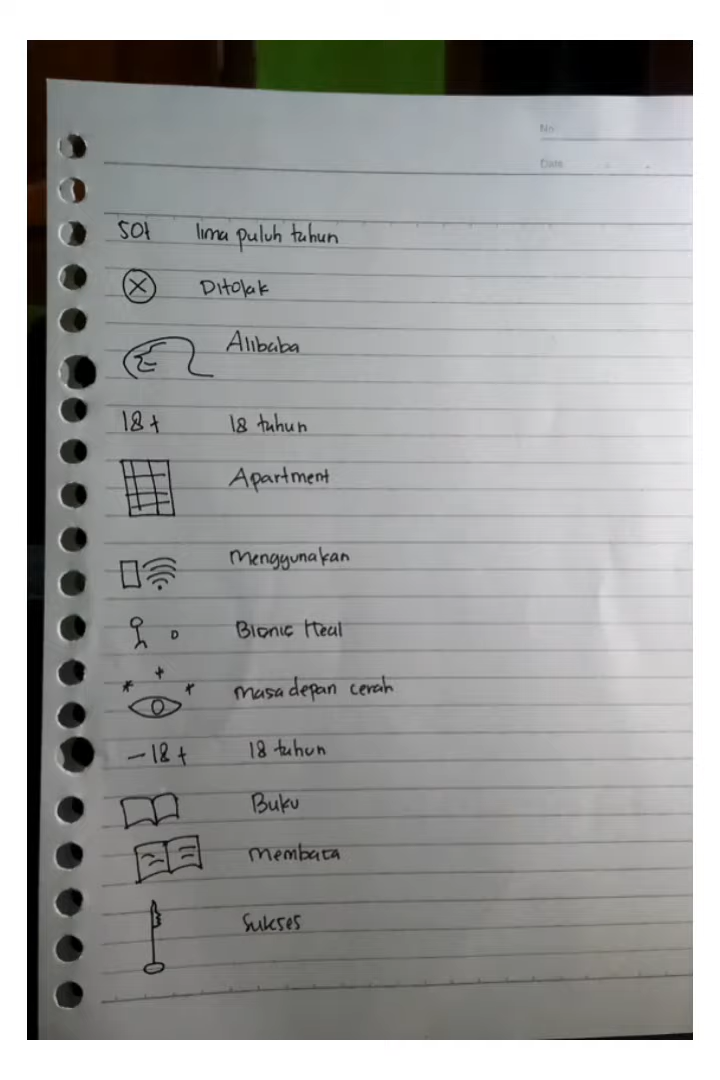 No
Date
50t lima puluh tahun
Ditolak
Alibaba
18+ 18 tahun
Apartment
Menggunakan
Bionic Heal
masa depan cerah
-18+ 18 tahun
Buku
Membaca
Sukses